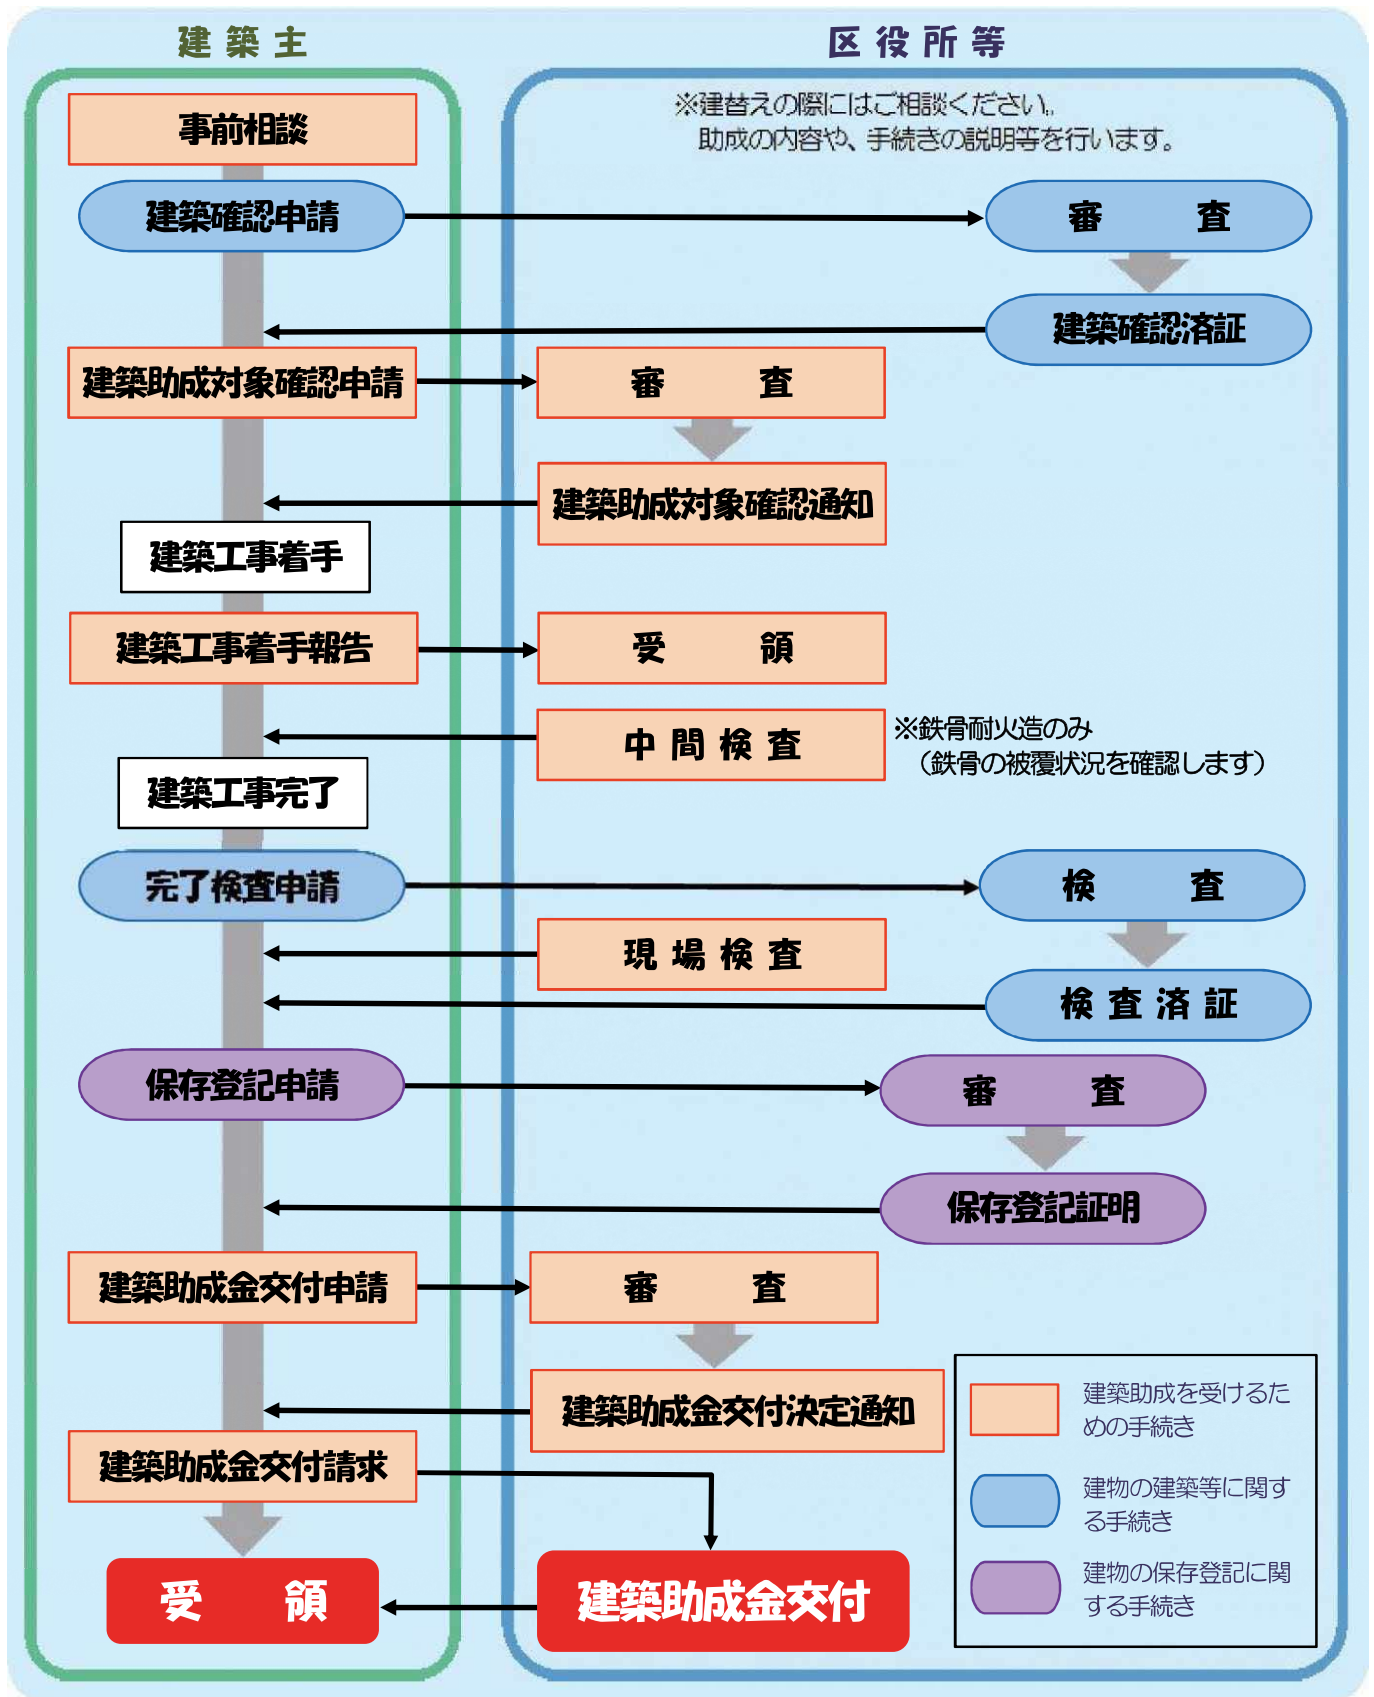 建築主
区役所等
事前相談
※建替えの際にはご相談ください。
助成の内容や、手続きの説明等を行います。
建築確認申請
審査
建築確認済証
建築助成対象確認申請
審査
建築助成対象確認通知
建築工事着手
建築工事着手報告
受領
中間検査
※鉄骨耐火造のみ
（鉄骨の被覆状況を確認します）
建築工事完了
完了検査申請
検査
現場検査
検査済証
保存登記申請
審査
保存登記証明
建築助成金交付申請
審査
建築助成金交付決定通知
建築助成金交付請求
受領
建築助成金交付
建築助成を受けるた
めの手続き
建物の建築等に関す
る手続き
建物の保存登記に関
する手続き